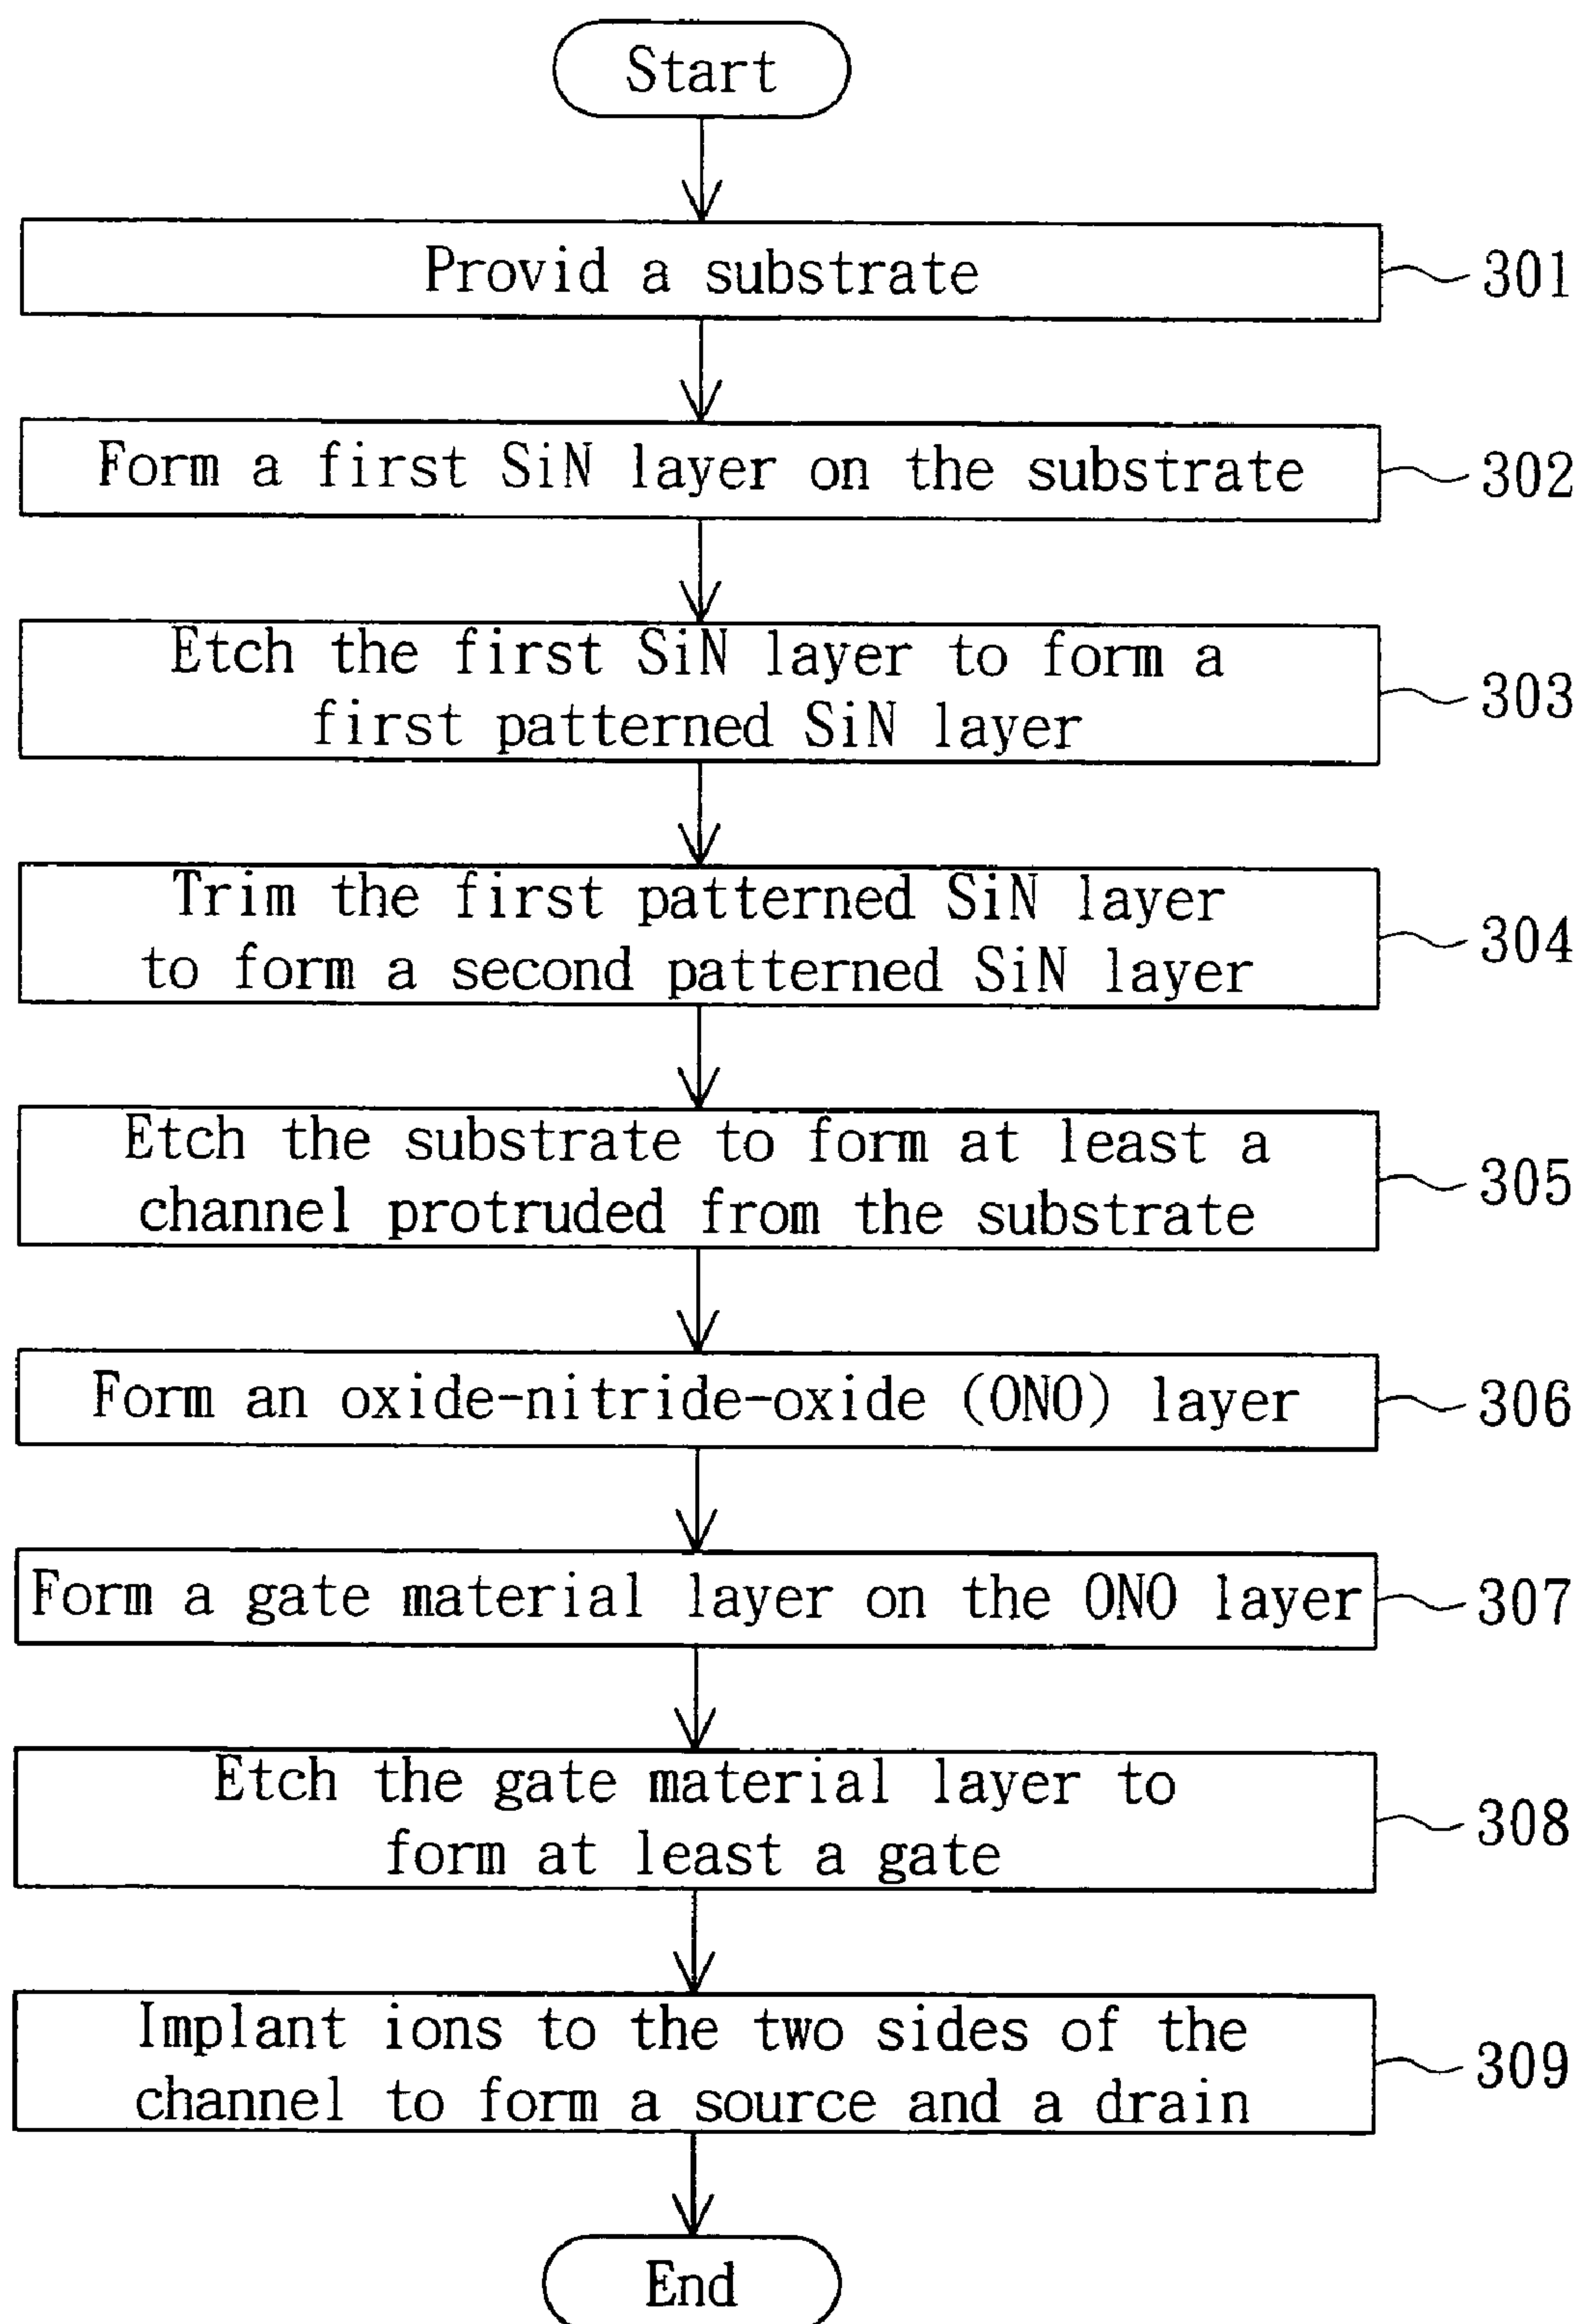 Start
Provid a substrate
301
Form a first SiN layer on the substrate
302
Etch the first SiN layer to form a
first patterned SiN layer
303
Trim the first patterned SiN layer
to form a second patterned SiN layer
304
Etch the substrate to form at least a
channel protruded from the substrate
305
Form an oxide-nitride-oxide (ONO) layer
306
Form a gate material layer on the ONO layer
307
Etch the gate material layer to
form at least a gate
308
Implant ions to the two sides of the
channel to form a source and a drain
309
End